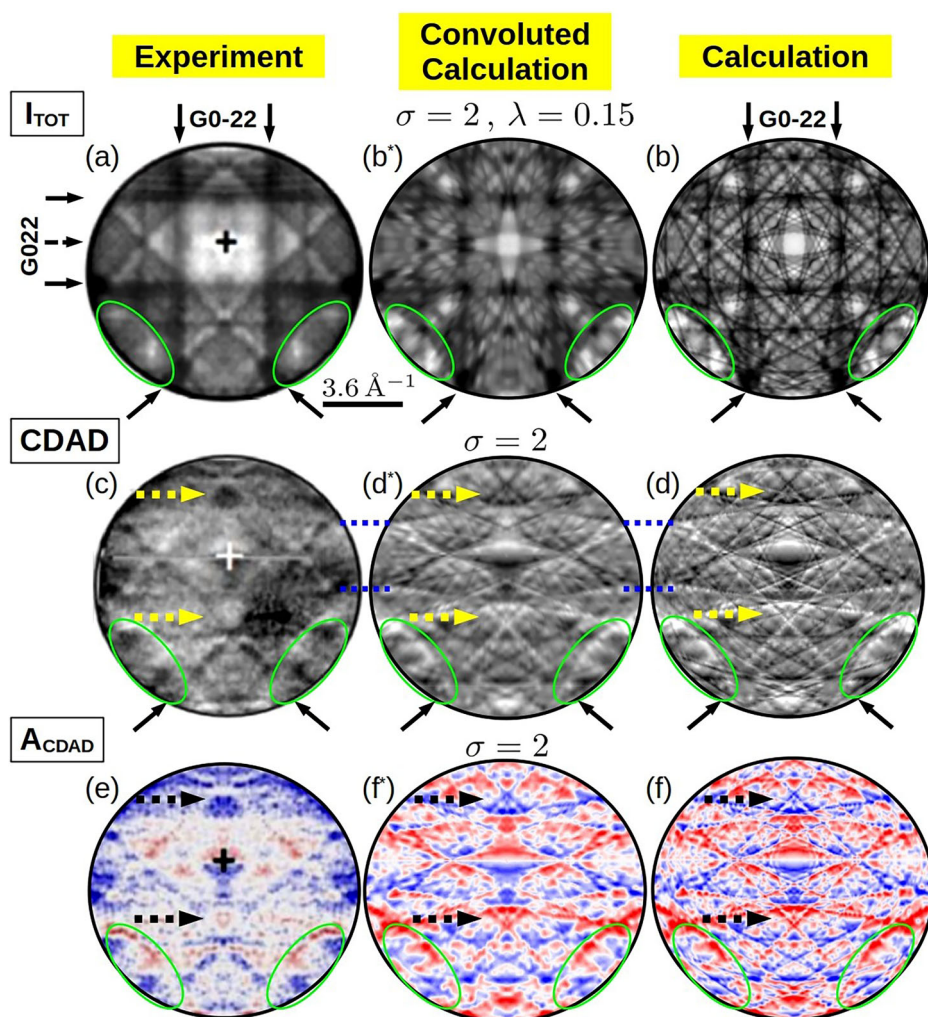 Experiment
Convoluted
Calculation
Calculation
I_TOT
G0-22
σ = 2 , λ = 0.15
G0-22
(a)
(b*)
(b)
G022
3.6 Å⁻¹
CDAD
σ = 2
(c)
(d*)
(d)
A_CDAD
σ = 2
(e)
(f*)
(f)